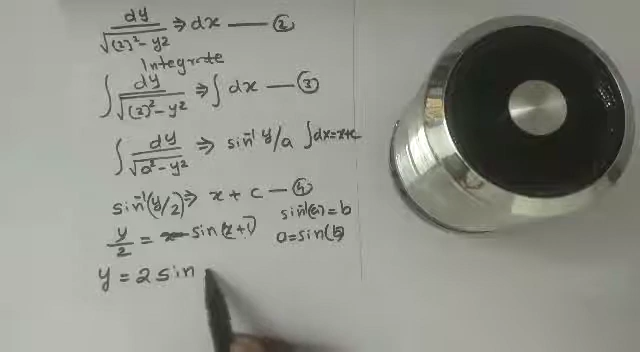 dy/√((2)²-y2) ⇒ dx — ②
Integrate
∫ dy/√((2)²-y²) ⇒ ∫ dx — ③
∫ dy/√(a²-y²) ⇒ sin⁻¹ y/a ∫dx=x+c
sin⁻¹(y/2) ⇒ x + c — ④
sin⁻¹(a)=b
y/2 = sin(x+
a=sin(b)
y = 2 sin